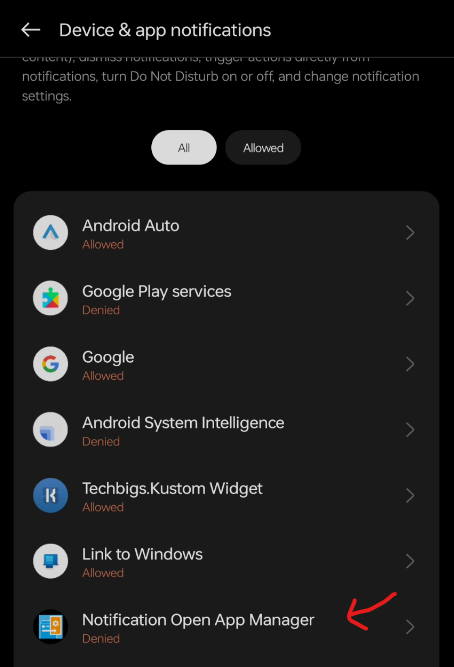 Device & app notifications
content), dismiss notifications, trigger actions directly from
notifications, turn Do Not Disturb on or off, and change notification
settings.
All
Allowed
Android Auto
Allowed
Google Play services
Denied
Google
Allowed
Android System Intelligence
Denied
Techbigs.Kustom Widget
Allowed
Link to Windows
Allowed
Notification Open App Manager
Denied